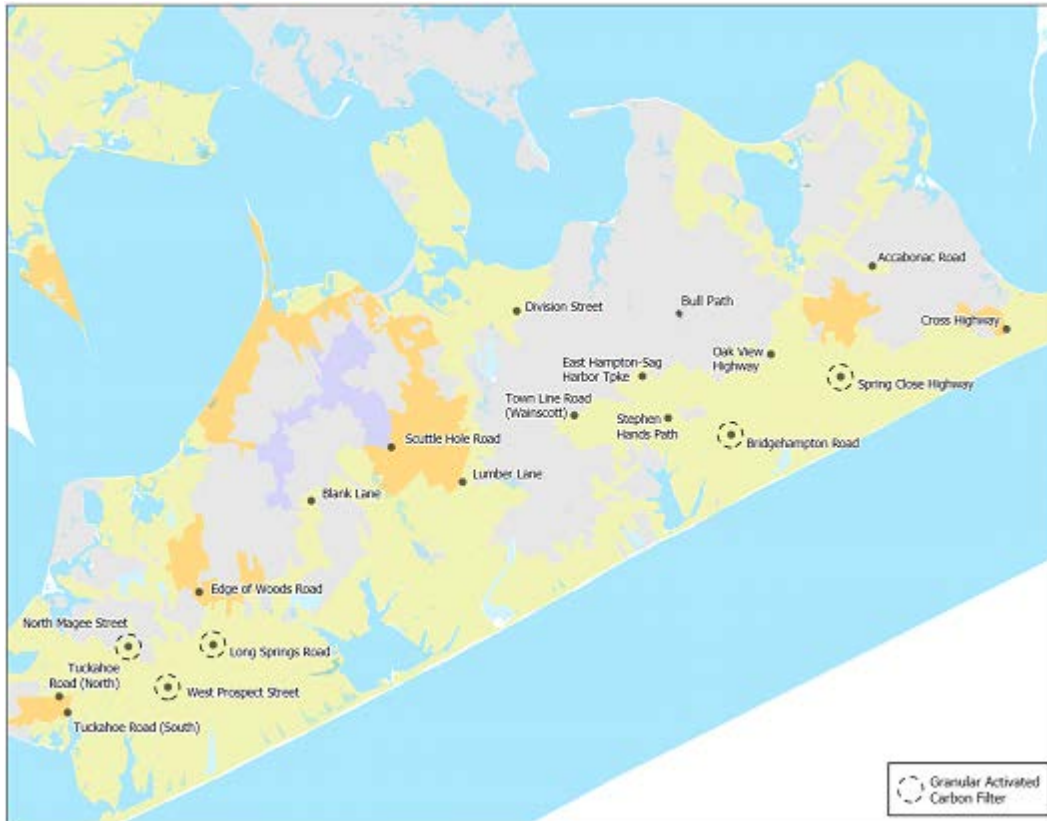 Accabonac Road
Division Street
Bull Path
Cross Highway
East Hampton-Sag
Harbor Tpke
Oak View
Highway
Spring Close Highway
Town Line Road
(Wainscott)
Stephen
Hands Path
Bridgehampton Road
Scuttle Hole Road
Lumber Lane
Blank Lane
Edge of Woods Road
North Magee Street
Long Springs Road
Tuckahoe
Road (North)
West Prospect Street
Tuckahoe Road (South)
Granular Activated
Carbon Filter